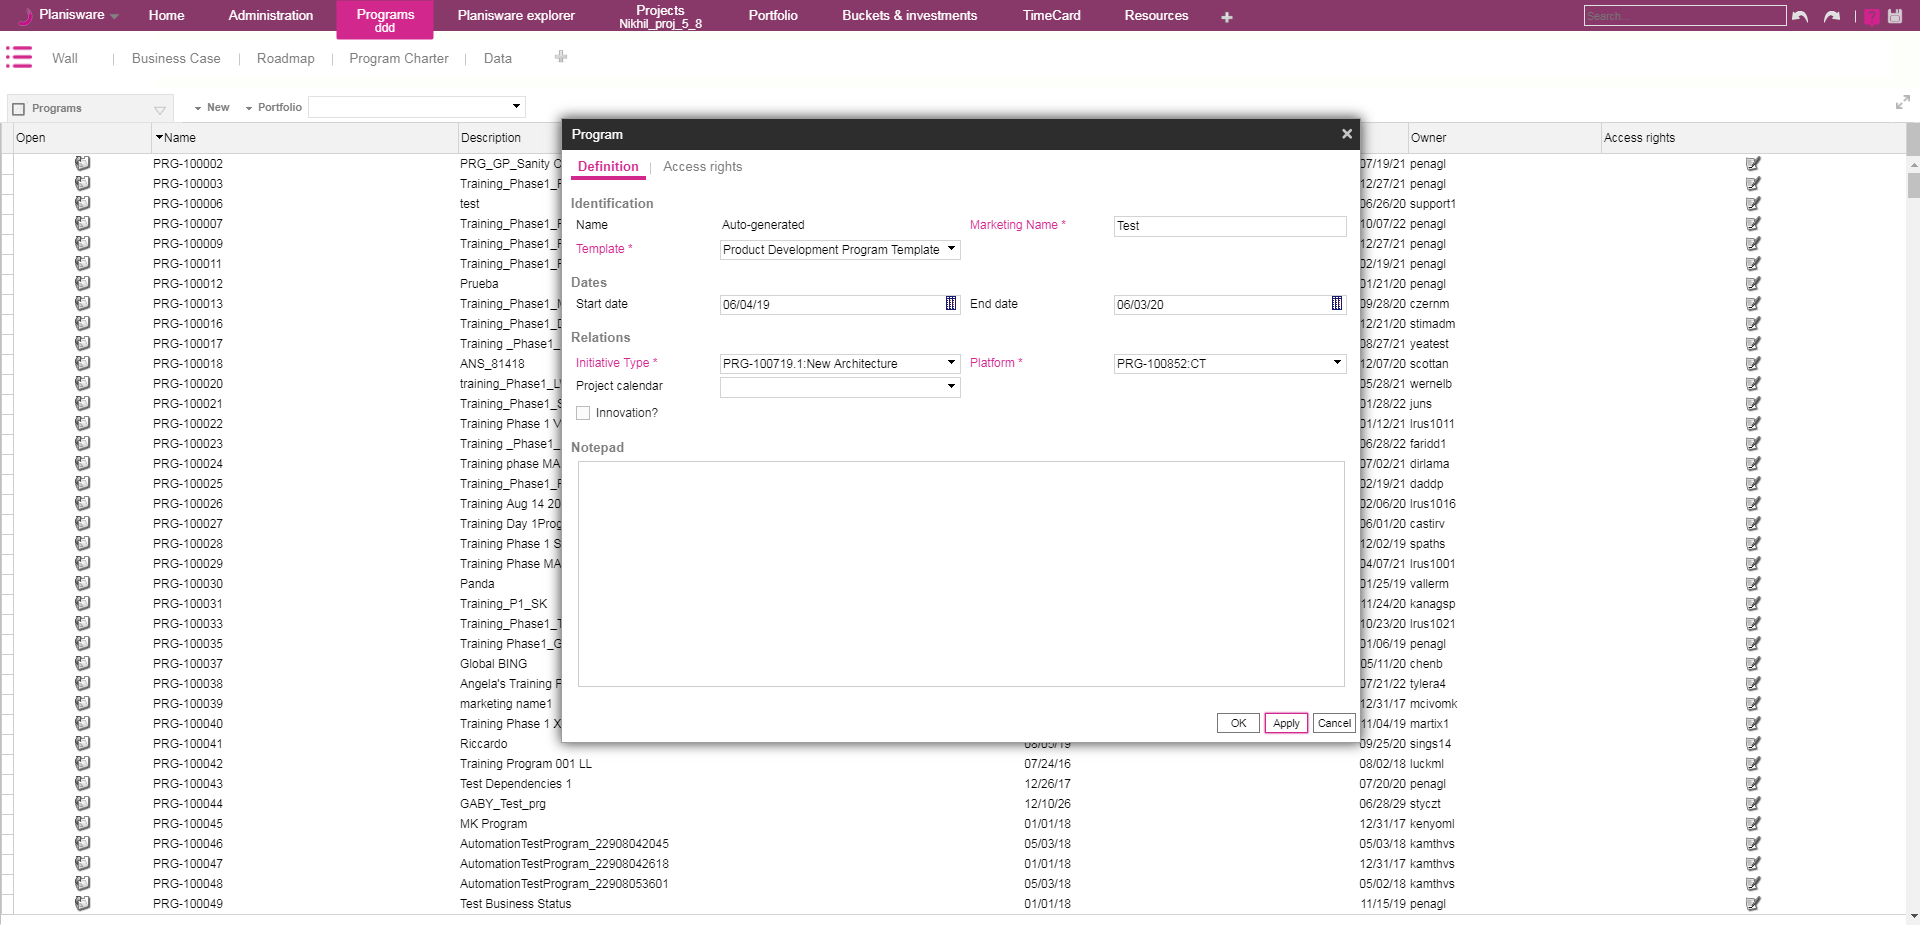 Planisware Home Administration Programs Planisware explorer Projects Portfolio Buckets & investments TimeCard Resources Search...
ddd Nikhil_proj_5_8
Wall Business Case Roadmap Program Charter Data
Programs New Portfolio
Open Name Description Owner Access rights
Program
Definition Access rights
Identification
Name Auto-generated Marketing Name * Test
Template * Product Development Program Template
Dates
Start date 06/04/19 End date 06/03/20
Relations
Initiative Type * PRG-100719.1:New Architecture Platform * PRG-100852:CT
Project calendar
Innovation?
Notepad
OK Apply Cancel
PRG-100002 PRG_GP_Sanity 07/19/21 penagl
PRG-100003 Training_Phase1_ 12/27/21 penagl
PRG-100006 test 06/26/20 support1
PRG-100007 Training_Phase1_ 10/07/22 penagl
PRG-100009 Training_Phase1_ 12/27/21 penagl
PRG-100011 Training_Phase1_ 02/19/21 penagl
PRG-100012 Prueba 01/21/20 penagl
PRG-100013 Training_Phase1_ 09/28/20 czernm
PRG-100016 Training_Phase1_ 12/21/20 stimadm
PRG-100017 Training _Phase1_ 08/27/21 yeatest
PRG-100018 ANS_81418 12/07/20 scottan
PRG-100020 training_Phase1_ 05/28/21 wernelb
PRG-100021 Training_Phase1_ 01/28/22 juns
PRG-100022 Training Phase 1 01/12/21 lrus1011
PRG-100023 Training _Phase1_ 06/28/22 faridd1
PRG-100024 Training phase MA 07/02/21 dirlama
PRG-100025 Training_Phase1_ 02/19/21 daddp
PRG-100026 Training Aug 14 20 02/06/20 lrus1016
PRG-100027 Training Day 1Prog 06/01/20 castirv
PRG-100028 Training Phase 1 S 12/02/19 spaths
PRG-100029 Training Phase MA 04/07/21 lrus1001
PRG-100030 Panda 01/25/19 vallerm
PRG-100031 Training_P1_SK 11/24/20 kanagsp
PRG-100033 Training_Phase1_ 10/23/20 lrus1021
PRG-100035 Training Phase1_G 01/06/19 penagl
PRG-100037 Global BING 05/11/20 chenb
PRG-100038 Angela's Training 07/21/22 tylera4
PRG-100039 marketing name1 12/31/17 mcivomk
PRG-100040 Training Phase 1 X 11/04/19 martix1
PRG-100041 Riccardo 08/05/19 09/25/20 sings14
PRG-100042 Training Program 001 LL 07/24/16 08/02/18 luckml
PRG-100043 Test Dependencies 1 12/26/17 07/20/20 penagl
PRG-100044 GABY_Test_prg 12/10/26 06/28/29 styczt
PRG-100045 MK Program 01/01/18 12/31/17 kenyoml
PRG-100046 AutomationTestProgram_22908042045 05/03/18 05/03/18 kamthvs
PRG-100047 AutomationTestProgram_22908042618 01/01/18 12/31/17 kamthvs
PRG-100048 AutomationTestProgram_22908053601 05/03/18 05/02/18 kamthvs
PRG-100049 Test Business Status 01/01/18 11/15/19 penagl